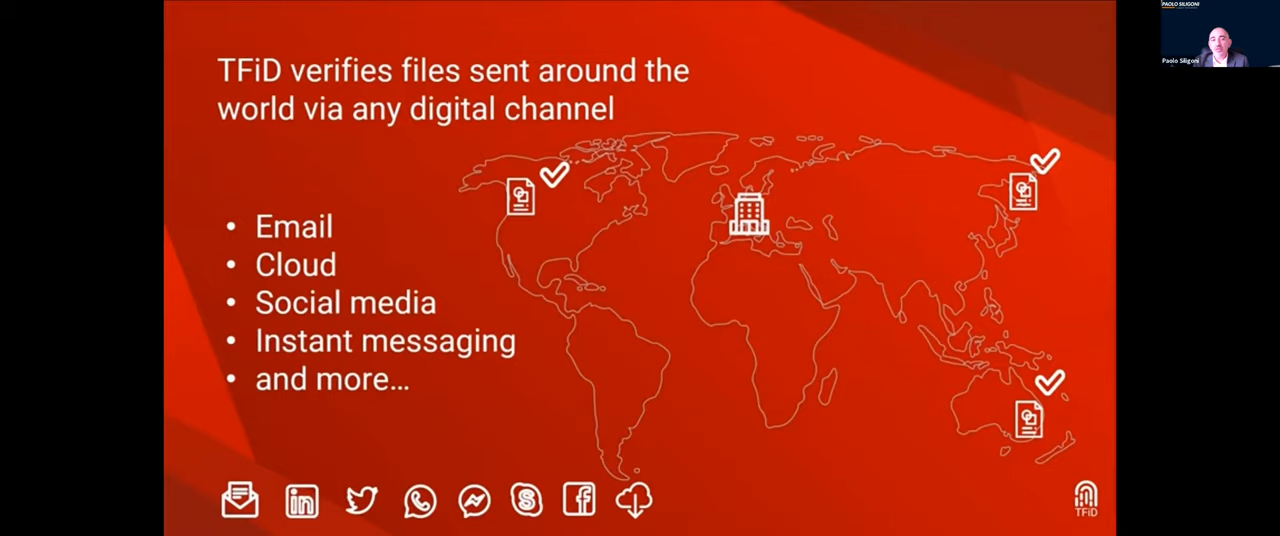 TFiD verifies files sent around the
world via any digital channel
• Email
• Cloud
• Social media
• Instant messaging
• and more…
TFiD
PAOLO SILIGONI
Paolo Siligoni